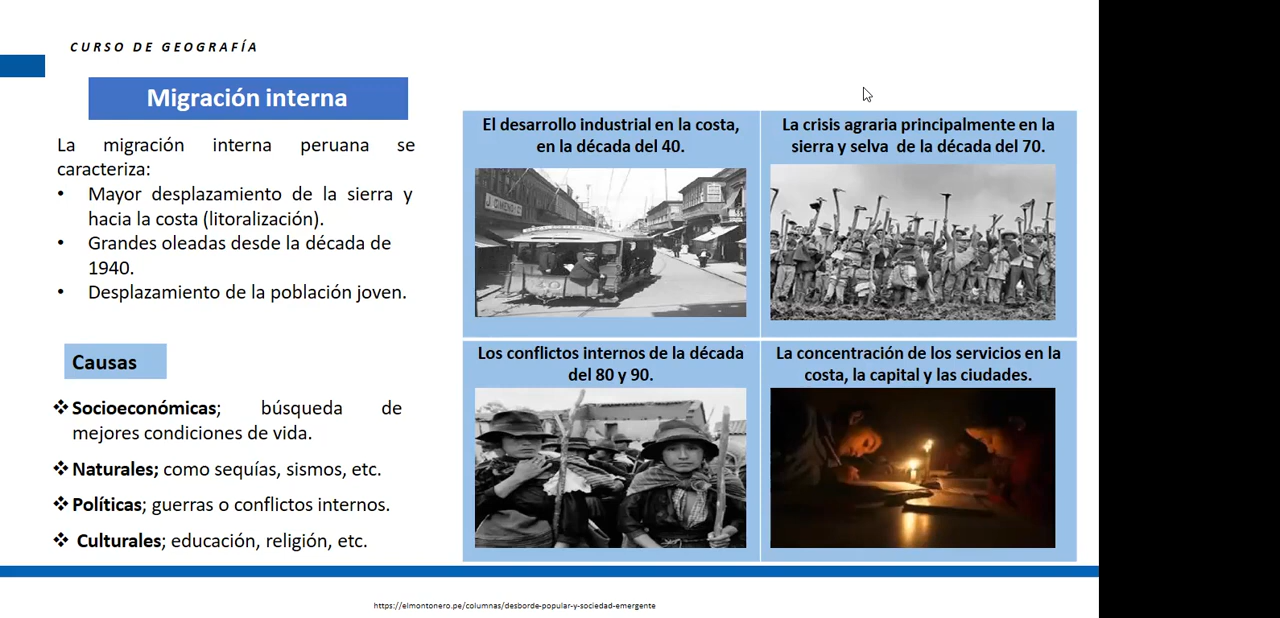 CURSO DE GEOGRAFÍA
Migración interna
La migración interna peruana se
caracteriza:
• Mayor desplazamiento de la sierra y
hacia la costa (litoralización).
• Grandes oleadas desde la década de
1940.
• Desplazamiento de la población joven.
Causas
❖ Socioeconómicas; búsqueda de
mejores condiciones de vida.
❖ Naturales; como sequías, sismos, etc.
❖ Políticas; guerras o conflictos internos.
❖ Culturales; educación, religión, etc.
El desarrollo industrial en la costa,
en la década del 40.
La crisis agraria principalmente en la
sierra y selva de la década del 70.
Los conflictos internos de la década
del 80 y 90.
La concentración de los servicios en la
costa, la capital y las ciudades.
https://elmontonero.pe/columnas/desborde-popular-y-sociedad-emergente